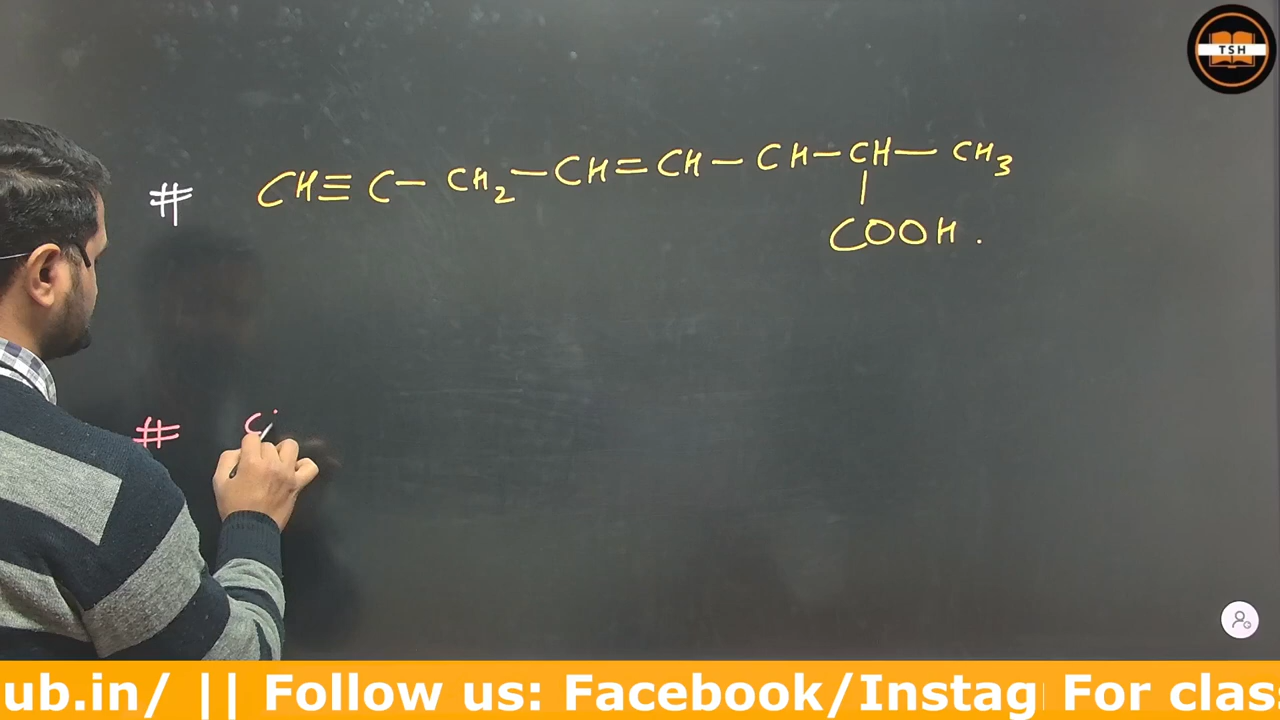 TSH
# CH≡C-CH₂-CH=CH-CH-CH-CH₃
|
COOH.
# C
ub.in/ || Follow us: Facebook/Instag For clas